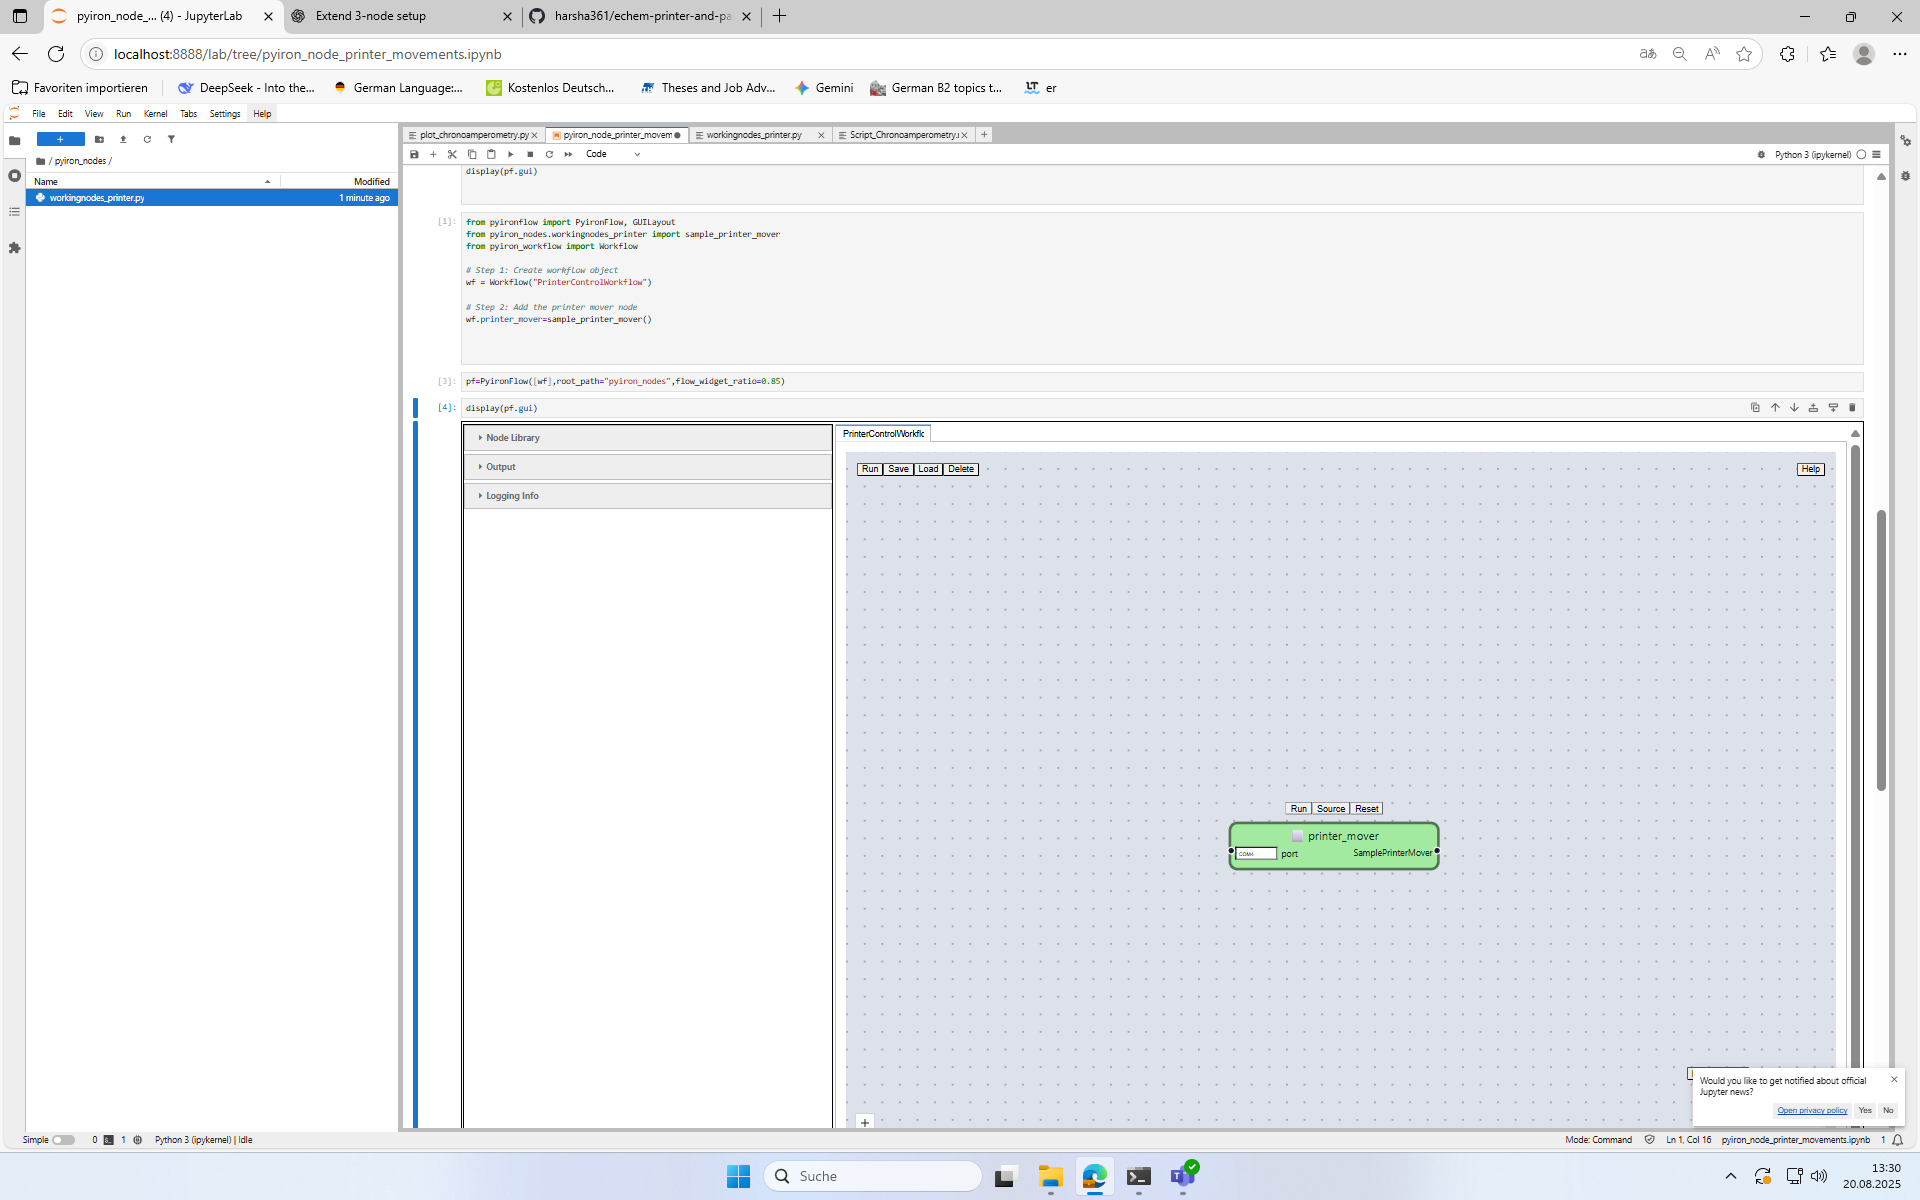 pyiron_node_... (4) - JupyterLab
Extend 3-node setup
harsha361/echem-printer-and-pa
localhost:8888/lab/tree/pyiron_node_printer_movements.ipynb
Favoriten importieren
DeepSeek - Into the...
German Language:...
Kostenlos Deutsch...
Theses and Job Adv...
Gemini
German B2 topics t...
er
File Edit View Run Kernel Tabs Settings Help
/ pyiron_nodes /
Name Modified
workingnodes_printer.py 1 minute ago
plot_chronoamperometry.py
pyiron_node_printer_movem
workingnodes_printer.py
Script_Chronoamperometry.
Code
Python 3 (ipykernel)
display(pf.gui)
[1]:
from pyironflow import PyironFlow, GUILayout
from pyiron_nodes.workingnodes_printer import sample_printer_mover
from pyiron_workflow import Workflow
# Step 1: Create workflow object
wf = Workflow("PrinterControlWorkflow")
# Step 2: Add the printer mover node
wf.printer_mover=sample_printer_mover()
[3]: pf=PyironFlow([wf],root_path="pyiron_nodes",flow_widget_ratio=0.85)
[4]: display(pf.gui)
Node Library
Output
Logging Info
PrinterControlWorkflc
Run Save Load Delete
Help
Run Source Reset
printer_mover
COM4 port SamplePrinterMover
+
Would you like to get notified about official
Jupyter news?
Open privacy policy Yes No
Simple 0 1 Python 3 (ipykernel) | Idle
Mode: Command Ln 1, Col 16 pyiron_node_printer_movements.ipynb 1
Suche
13:30
20.08.2025